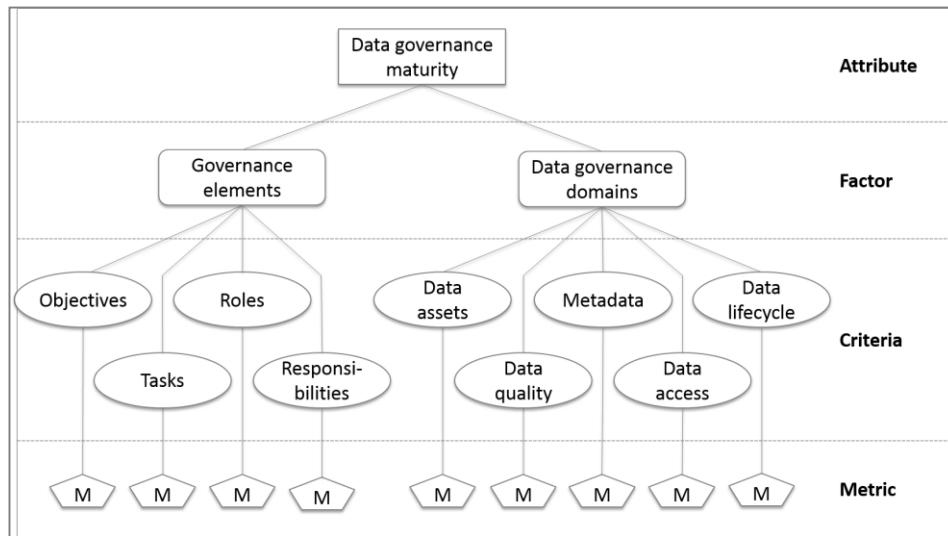 Data governance
maturity
Attribute
Governance
elements
Data governance
domains
Factor
Objectives
Roles
Data
assets
Metadata
Data
lifecycle
Criteria
Tasks
Responsi-
bilities
Data
quality
Data
access
M
M
M
M
M
M
M
M
M
Metric